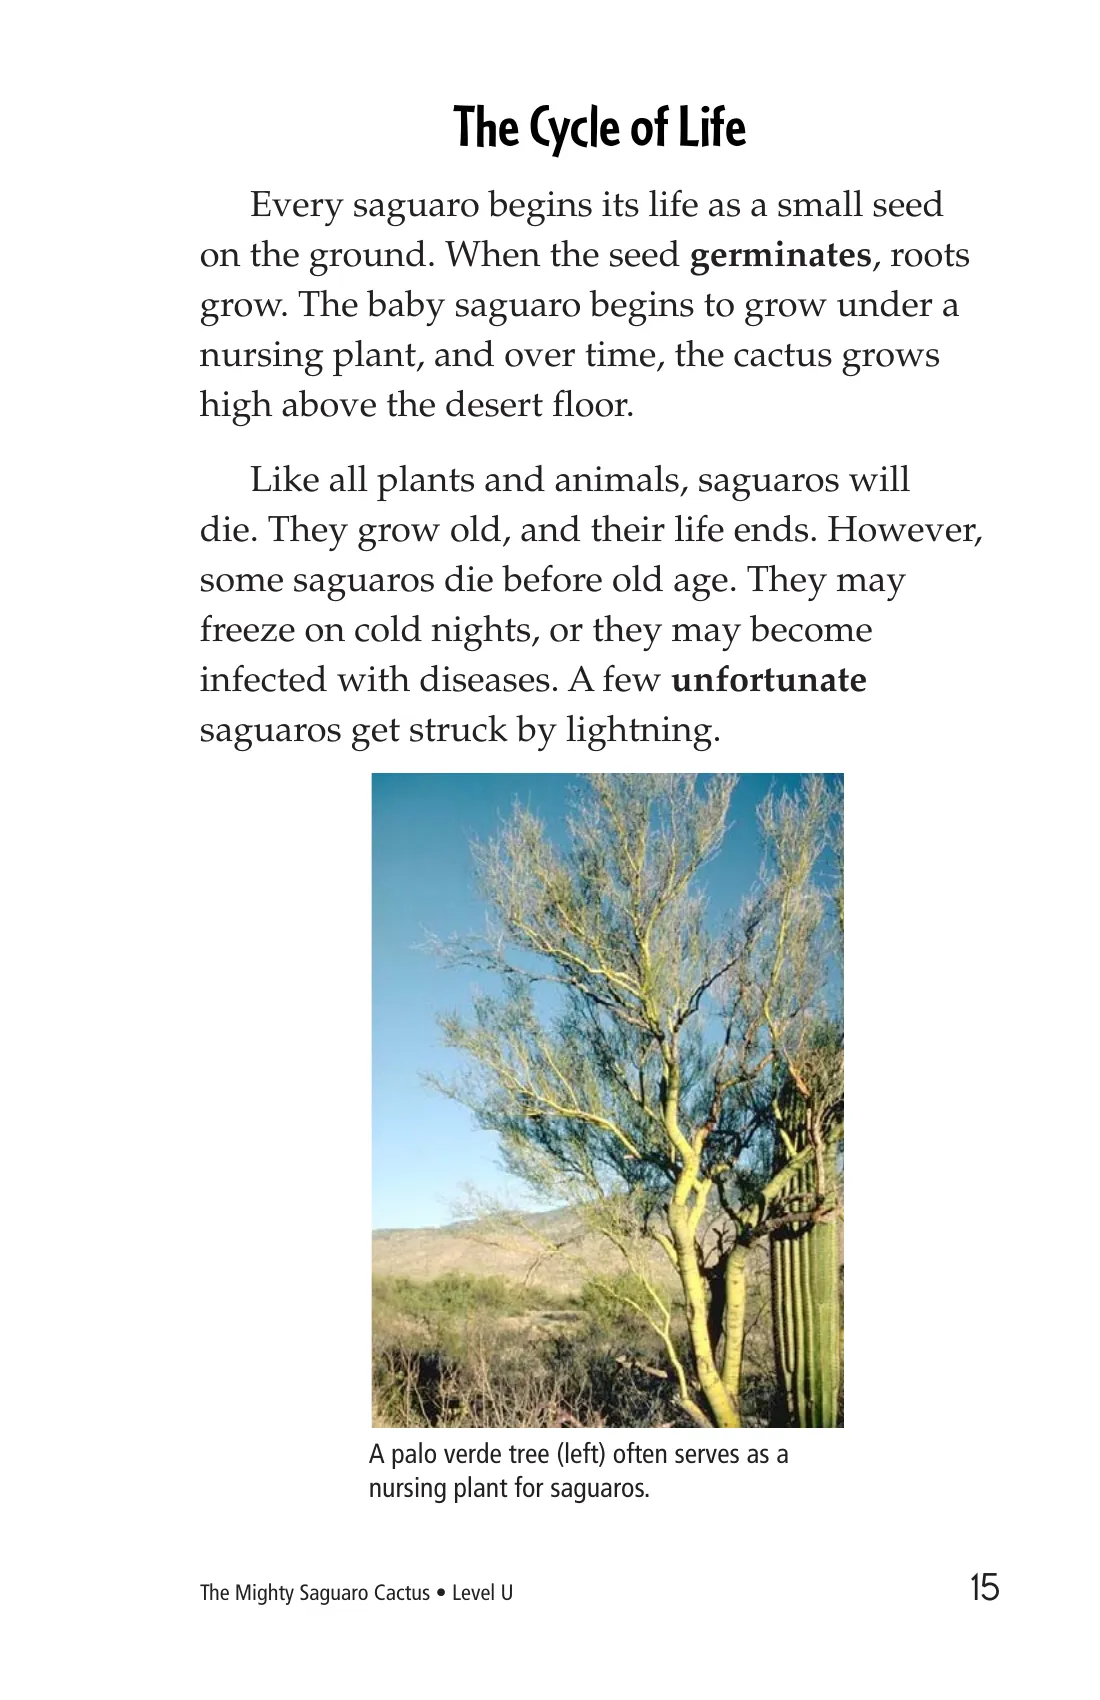 The Cycle of Life
Every saguaro begins its life as a small seed
on the ground. When the seed germinates, roots
grow. The baby saguaro begins to grow under a
nursing plant, and over time, the cactus grows
high above the desert floor.
Like all plants and animals, saguaros will
die. They grow old, and their life ends. However,
some saguaros die before old age. They may
freeze on cold nights, or they may become
infected with diseases. A few unfortunate
saguaros get struck by lightning.
A palo verde tree (left) often serves as a
nursing plant for saguaros.
The Mighty Saguaro Cactus • Level U
15